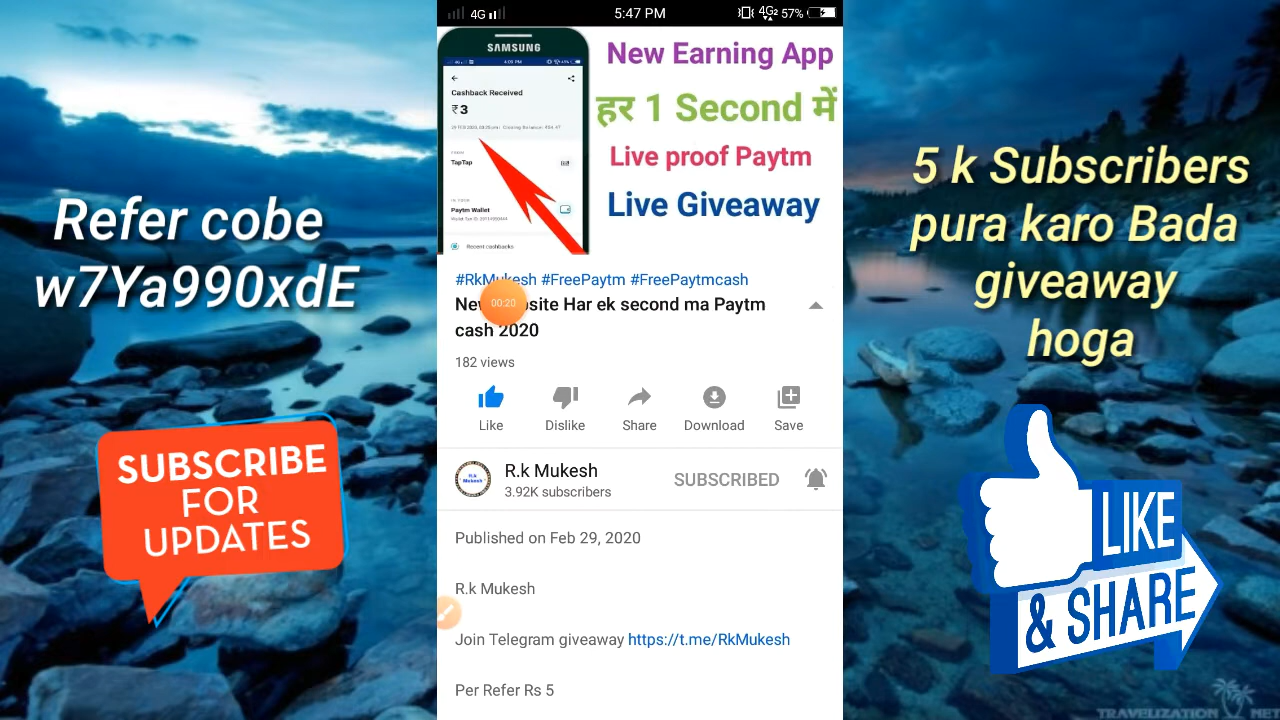 4G
5:47 PM
4G2 57%
SAMSUNG
Cashback Received
₹3
TapTap
Paytm Wallet
Recent cashbacks
New Earning App
हर 1 Second में
Live proof Paytm
Live Giveaway
Refer cobe
w7Ya990xdE
SUBSCRIBE
FOR
UPDATES
#RkMukesh #FreePaytm #FreePaytmcash
00:20
Har ek second ma Paytm
cash 2020
182 views
Like Dislike Share Download Save
R.k Mukesh
R.k Mukesh
3.92K subscribers
SUBSCRIBED
Published on Feb 29, 2020
R.k Mukesh
Join Telegram giveaway https://t.me/RkMukesh
Per Refer Rs 5
5 k Subscribers
pura karo Bada
giveaway
hoga
LIKE
& SHARE
TRAVELIZATION NET